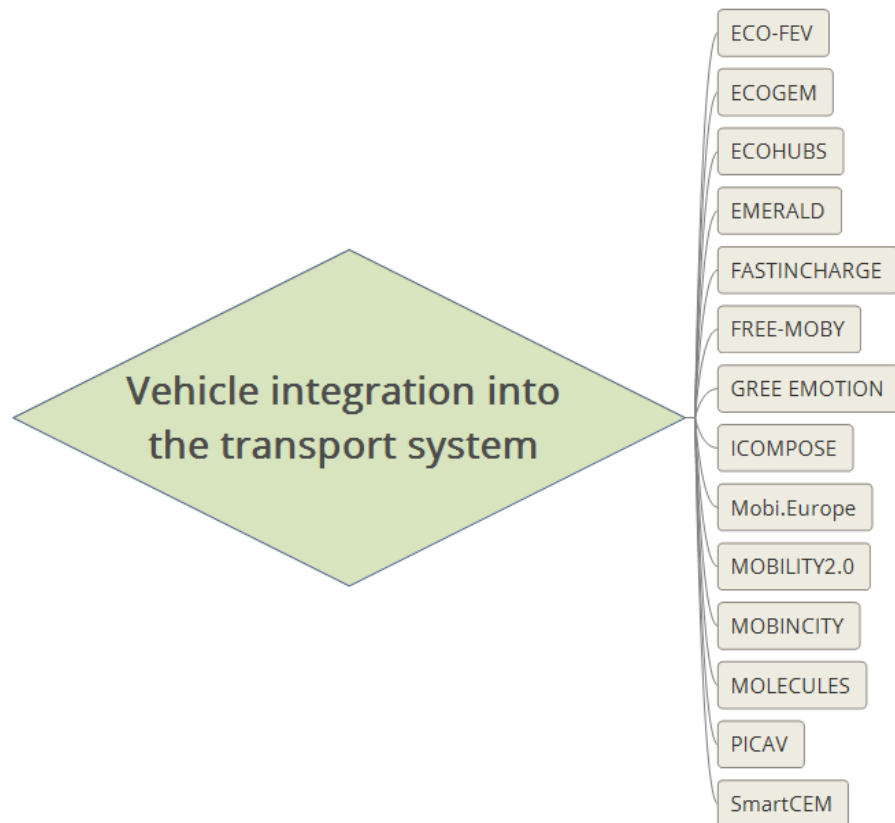 Vehicle integration into
the transport system
ECO-FEV
ECOGEM
ECOHUBS
EMERALD
FASTINCHARGE
FREE-MOBY
GREE EMOTION
ICOMPOSE
Mobi.Europe
MOBILITY2.0
MOBINCITY
MOLECULES
PICAV
SmartCEM